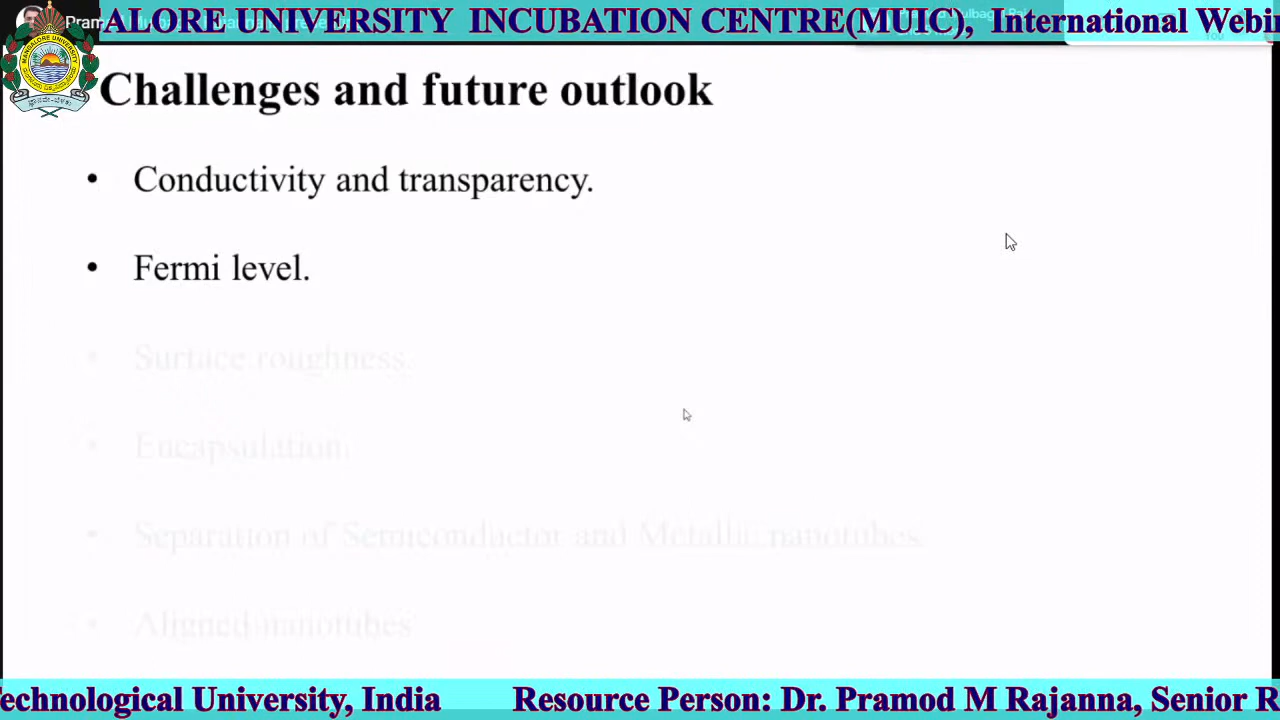 ALORE UNIVERSITY INCUBATION CENTRE(MUIC), International Webi
Challenges and future outlook
• Conductivity and transparency.
• Fermi level.
• Surface roughness.
• Encapsulation.
• Separation of Semiconductor and Metallic nanotubes.
• Aligned nanotubes
echnological University, India Resource Person: Dr. Pramod M Rajanna, Senior R